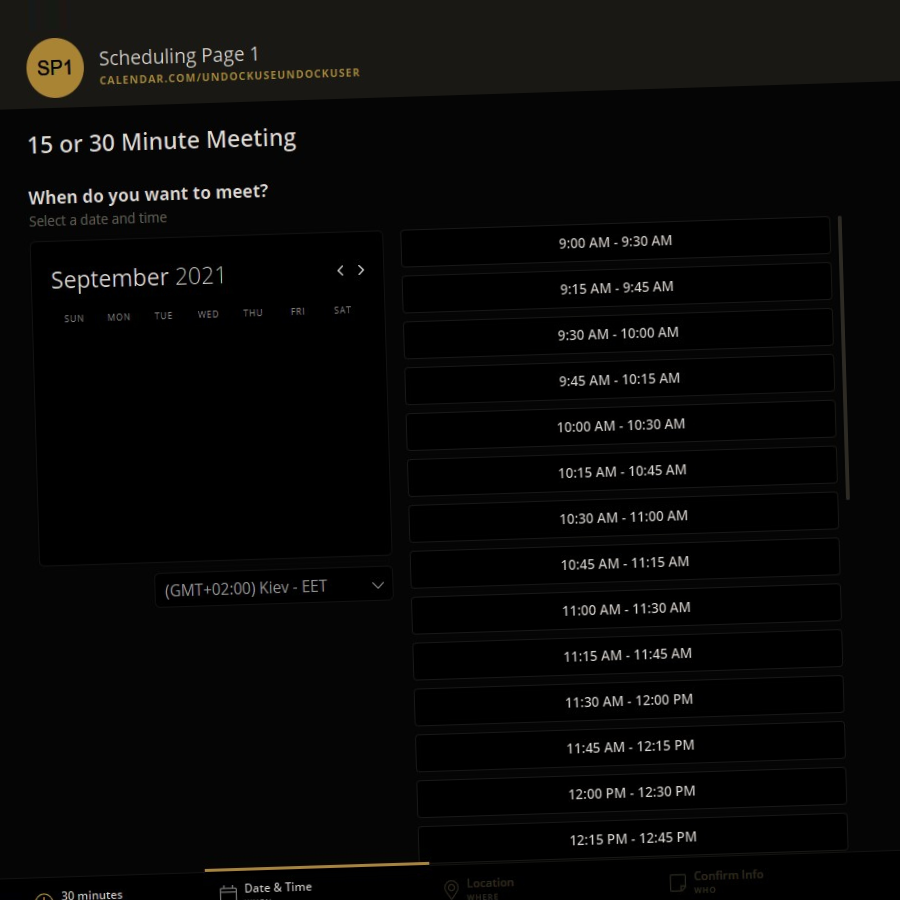 SP1
Scheduling Page 1
CALENDAR.COM/UNDOCKUSEUNDOCKUSER
15 or 30 Minute Meeting
When do you want to meet?
Select a date and time
September 2021
SUN MON TUE WED THU FRI SAT
(GMT+02:00) Kiev - EET
9:00 AM - 9:30 AM
9:15 AM - 9:45 AM
9:30 AM - 10:00 AM
9:45 AM - 10:15 AM
10:00 AM - 10:30 AM
10:15 AM - 10:45 AM
10:30 AM - 11:00 AM
10:45 AM - 11:15 AM
11:00 AM - 11:30 AM
11:15 AM - 11:45 AM
11:30 AM - 12:00 PM
11:45 AM - 12:15 PM
12:00 PM - 12:30 PM
12:15 PM - 12:45 PM
30 minutes
Date & Time
Location
WHERE
Confirm Info
WHO